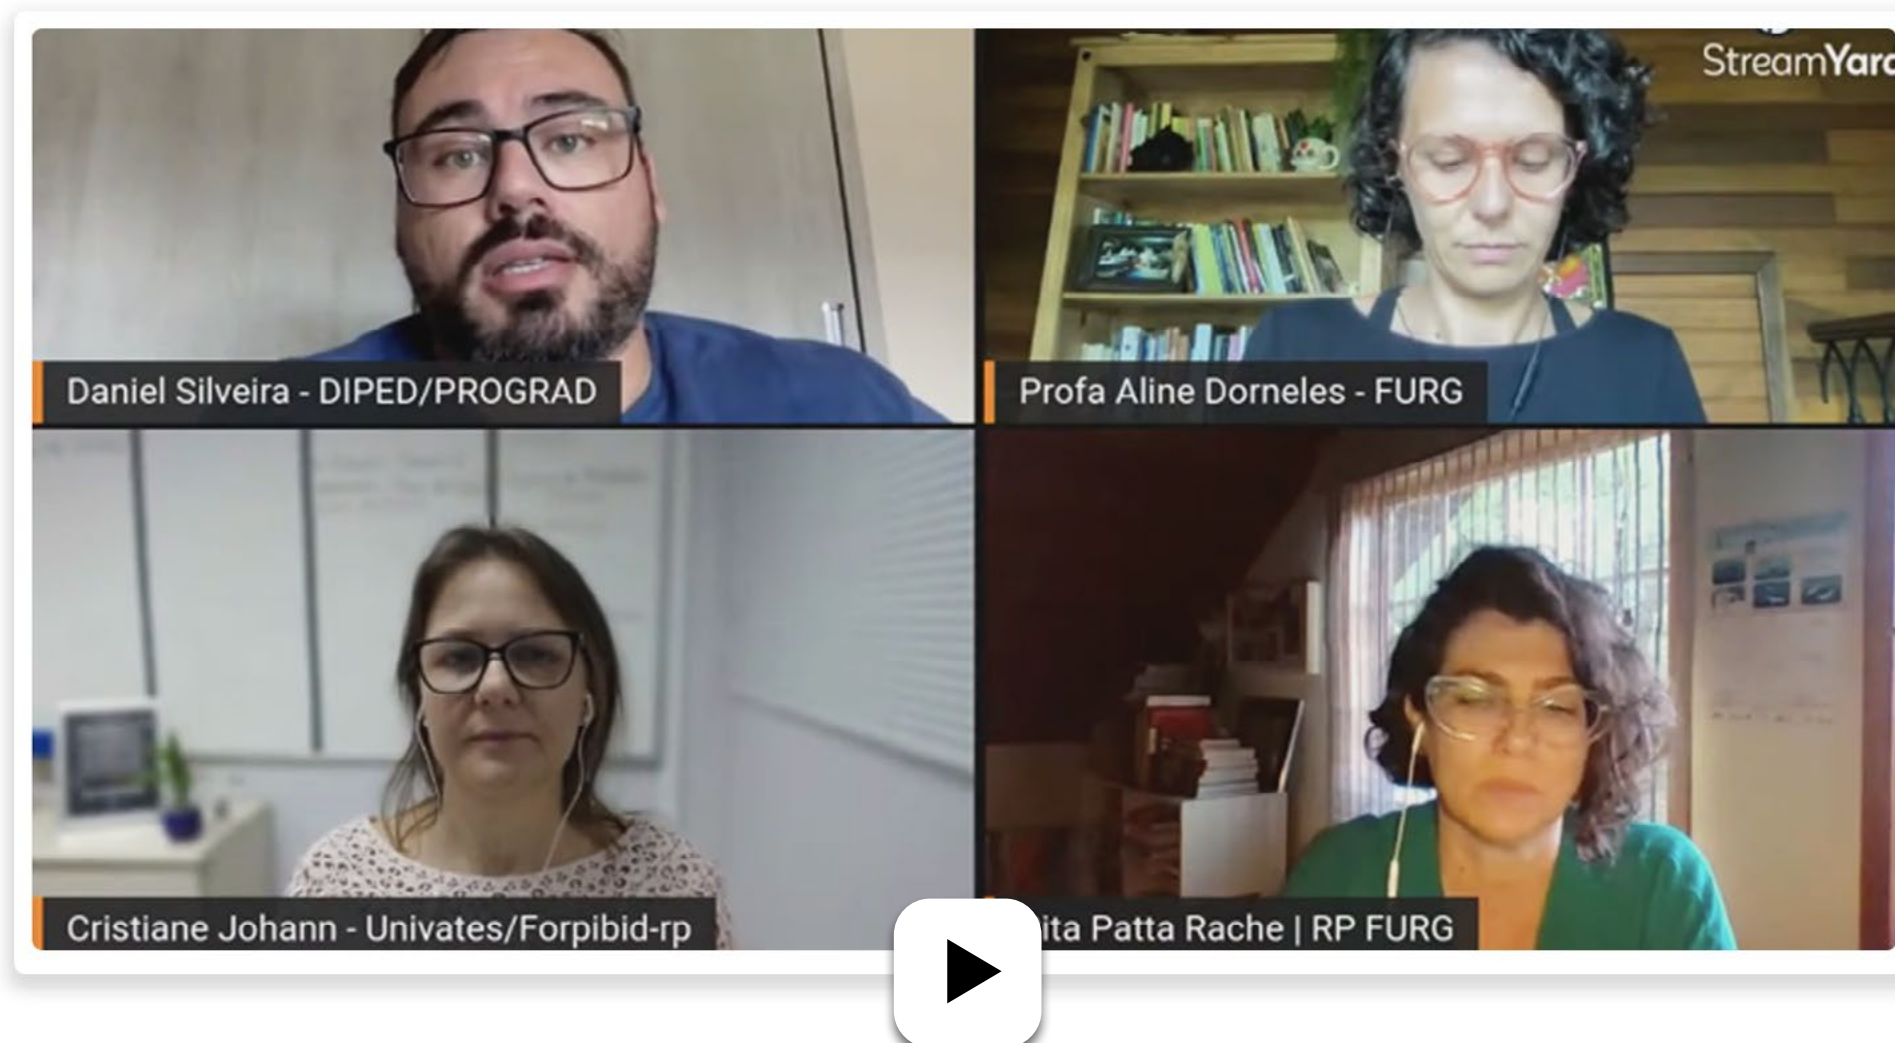 StreamYard
Daniel Silveira - DIPED/PROGRAD
Profa Aline Dorneles - FURG
Cristiane Johann - Univates/Forpibid-rp
ita Patta Rache | RP FURG